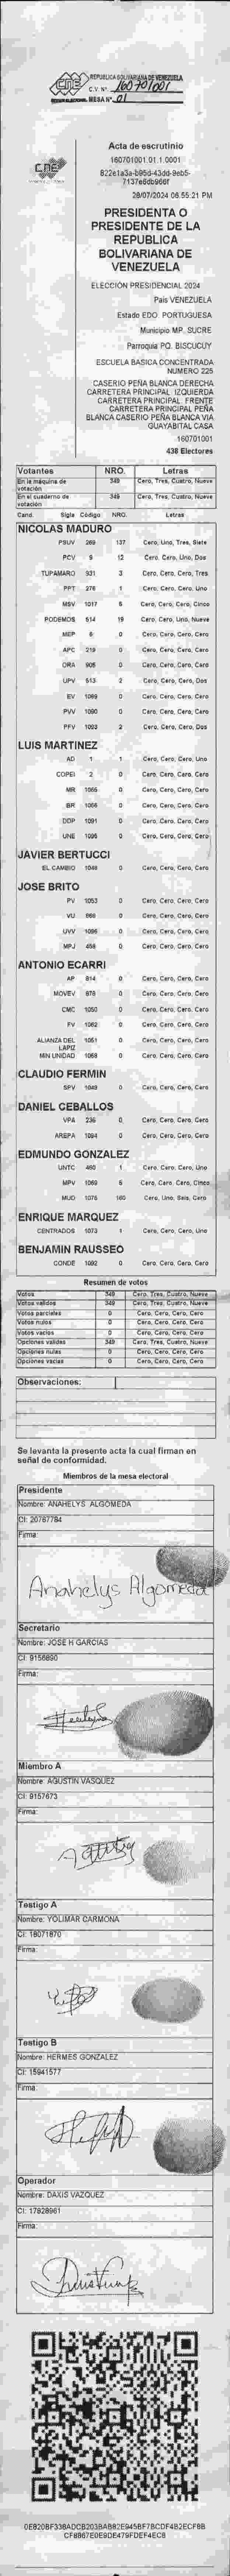 CNE
REPUBLICA BOLIVARIANA DE VENEZUELA
C.V. Nº: 160701001
MESA Nº 01
CNE
Acta de escrutinio
160701001.01.1.0001
28/07/2024 06:55:21 PM
PRESIDENTA O
PRESIDENTE DE LA
REPUBLICA
BOLIVARIANA DE
VENEZUELA
ELECCIÓN PRESIDENCIAL 2024
País VENEZUELA
Estado EDO. PORTUGUESA
Municipio MP. SUCRE
Parroquia PQ. BISCUCUY
ESCUELA BASICA CONCENTRADA
NUMERO 225
CASERIO PEÑA BLANCA DERECHA
CARRETERA PRINCIPAL. IZQUIERDA
CARRETERA PRINCIPAL. FRENTE
CARRETERA PRINCIPAL PEÑA
BLANCA CASERIO PEÑA BLANCA VIA
GUAYABITAL CASA
160701001
438 Electores
Votantes NRO. Letras
En la máquina de votación 349 Cero, Tres, Cuatro, Nueve
En el cuaderno de votación 349 Cero, Tres, Cuatro, Nueve
Cand. Sigla Código NRO. Letras
NICOLAS MADURO
PSUV 269 137 Cero, Uno, Tres, Siete
PCV 9 12 Cero, Cero, Uno, Dos
TUPAMARO 931 3 Cero, Cero, Cero, Tres
PPT 276 1 Cero, Cero, Cero, Uno
MSV 1017 5 Cero, Cero, Cero, Cinco
PODEMOS 514 19 Cero, Cero, Uno, Nueve
MEP 6 0 Cero, Cero, Cero, Cero
APC 219 0 Cero, Cero, Cero, Cero
ORA 905 0 Cero, Cero, Cero, Cero
UPV 513 2 Cero, Cero, Cero, Dos
EV 1099 0 Cero, Cero, Cero, Cero
PVV 1090 0 Cero, Cero, Cero, Cero
PFV 1093 2 Cero, Cero, Cero, Dos
LUIS MARTINEZ
AD 1 1 Cero, Cero, Cero, Uno
COPEI 2 0 Cero, Cero, Cero, Cero
MR 1055 0 Cero, Cero, Cero, Cero
BR 1056 0 Cero, Cero, Cero, Cero
DDP 1091 0 Cero, Cero, Cero, Cero
UNE 1095 0 Cero, Cero, Cero, Cero
JAVIER BERTUCCI
EL CAMBIO 1048 0 Cero, Cero, Cero, Cero
JOSE BRITO
PV 1053 0 Cero, Cero, Cero, Cero
VU 968 0 Cero, Cero, Cero, Cero
UVV 1096 0 Cero, Cero, Cero, Cero
MPJ 458 0 Cero, Cero, Cero, Cero
ANTONIO ECARRI
AP 814 0 Cero, Cero, Cero, Cero
MOVEV 979 0 Cero, Cero, Cero, Cero
CMC 1050 0 Cero, Cero, Cero, Cero
FV 1062 0 Cero, Cero, Cero, Cero
ALIANZA DEL LAPIZ 1051 0 Cero, Cero, Cero, Cero
MIN UNIDAD 1068 0 Cero, Cero, Cero, Cero
CLAUDIO FERMIN
SPV 1049 0 Cero, Cero, Cero, Cero
DANIEL CEBALLOS
VPA 236 0 Cero, Cero, Cero, Cero
AREPA 1094 0 Cero, Cero, Cero, Cero
EDMUNDO GONZALEZ
UNTC 460 1 Cero, Cero, Cero, Uno
MPV 1069 5 Cero, Cero, Cero, Cinco
MUD 1076 160 Cero, Uno, Seis, Cero
ENRIQUE MARQUEZ
CENTRADOS 1073 1 Cero, Cero, Cero, Uno
BENJAMIN RAUSSEO
CONDE 1092 0 Cero, Cero, Cero, Cero
Resumen de votos
Votos 349 Cero, Tres, Cuatro, Nueve
Votos validos 349 Cero, Tres, Cuatro, Nueve
Votos parciales 0 Cero, Cero, Cero, Cero
Votos nulos 0 Cero, Cero, Cero, Cero
Votos vacíos 0 Cero, Cero, Cero, Cero
Opciones validas 349 Cero, Tres, Cuatro, Nueve
Opciones nulas 0 Cero, Cero, Cero, Cero
Opciones vacías 0 Cero, Cero, Cero, Cero
Observaciones:
Se levanta la presente acta la cual firman en
señal de conformidad.
Miembros de la mesa electoral
Presidente
Nombre: ANAHELYS ALGOMEDA
CI: 20767784
Firma:
Anahelys Algomeda
Secretario
Nombre: JOSE H GARCIAS
CI: 9156890
Firma:
Miembro A
Nombre: AGUSTIN VASQUEZ
CI: 9157673
Firma:
Testigo A
Nombre: YOLIMAR CARMONA
CI: 18071870
Firma:
Testigo B
Nombre: HERMES GONZALEZ
CI: 15941577
Firma:
Operador
Nombre: DAXIS VAZQUEZ
CI: 17828961
Firma: